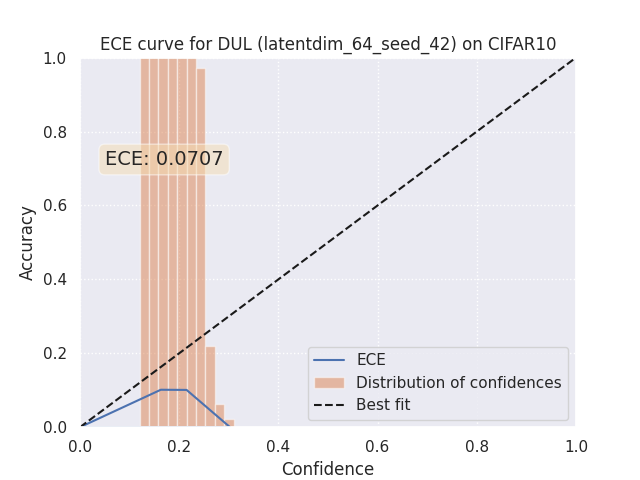 ECE curve for DUL (latentdim_64_seed_42) on CIFAR10
1.0
0.8
ECE: 0.0707
0.6
Accuracy
0.4
0.2
ECE
Distribution of confidences
Best fit
0.0
0.0 0.2 0.4 0.6 0.8 1.0
Confidence